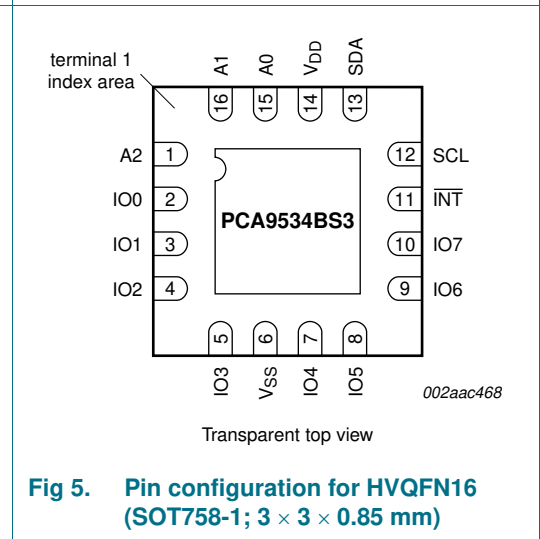 terminal 1
index area
A1
A0
VDD
SDA
16
15
14
13
A2 1
12 SCL
IO0 2
11 INT
PCA9534BS3
IO1 3
10 IO7
IO2 4
9 IO6
5
6
7
8
IO3
VSS
IO4
IO5
002aac468
Transparent top view
Fig 5. Pin configuration for HVQFN16
(SOT758-1; 3 × 3 × 0.85 mm)